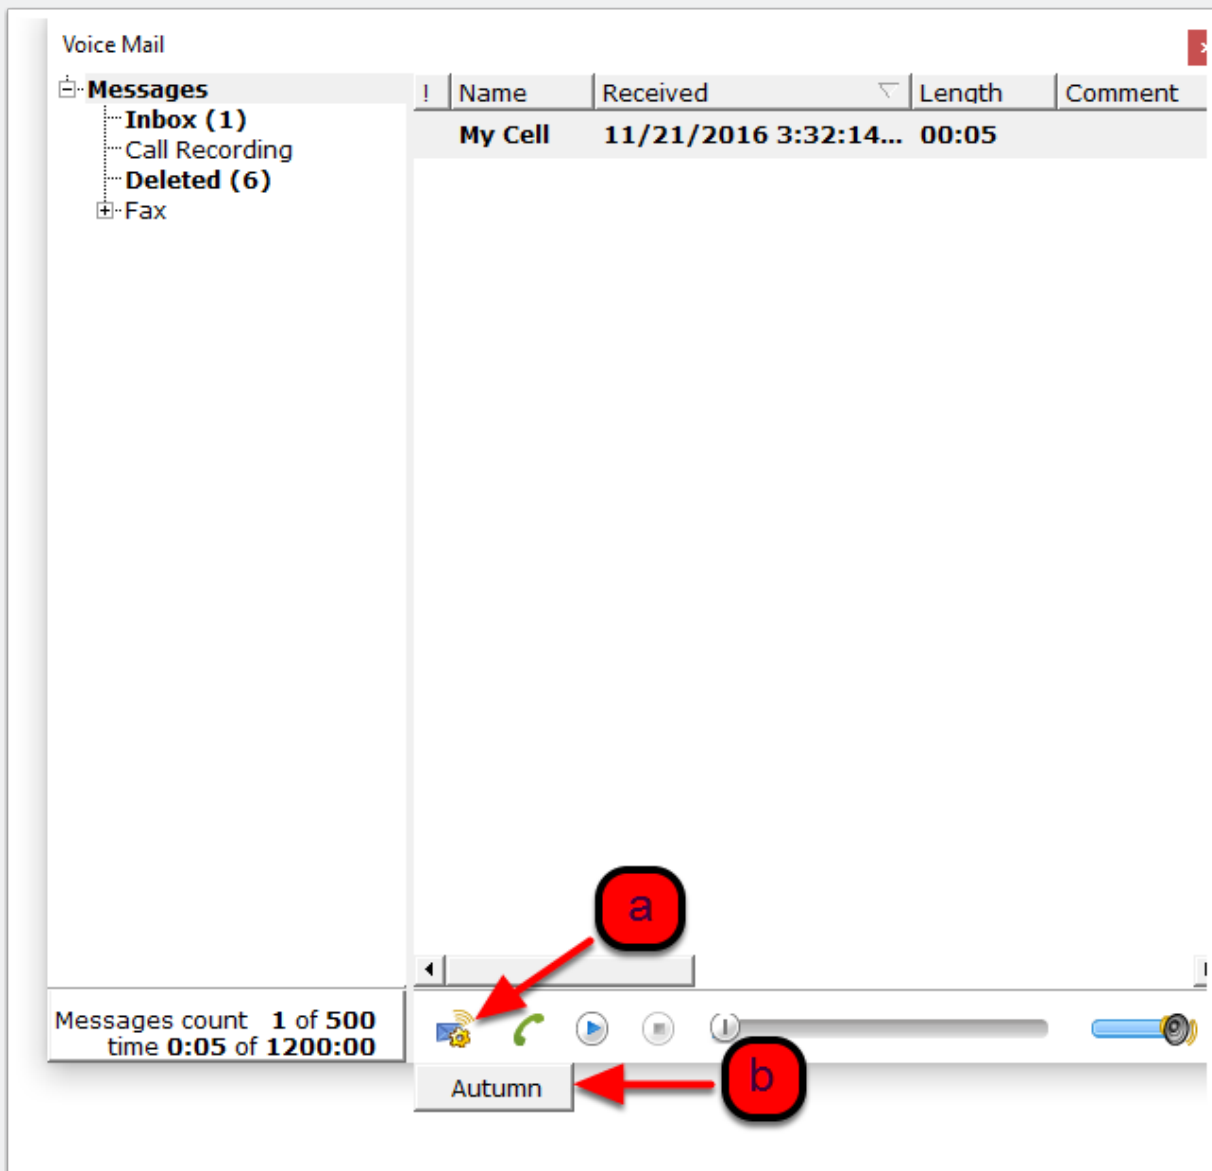 Voice Mail
Messages
Inbox (1)
Call Recording
Deleted (6)
Fax
! Name Received Length Comment
My Cell 11/21/2016 3:32:14... 00:05
a
Messages count 1 of 500
time 0:05 of 1200:00
Autumn
b